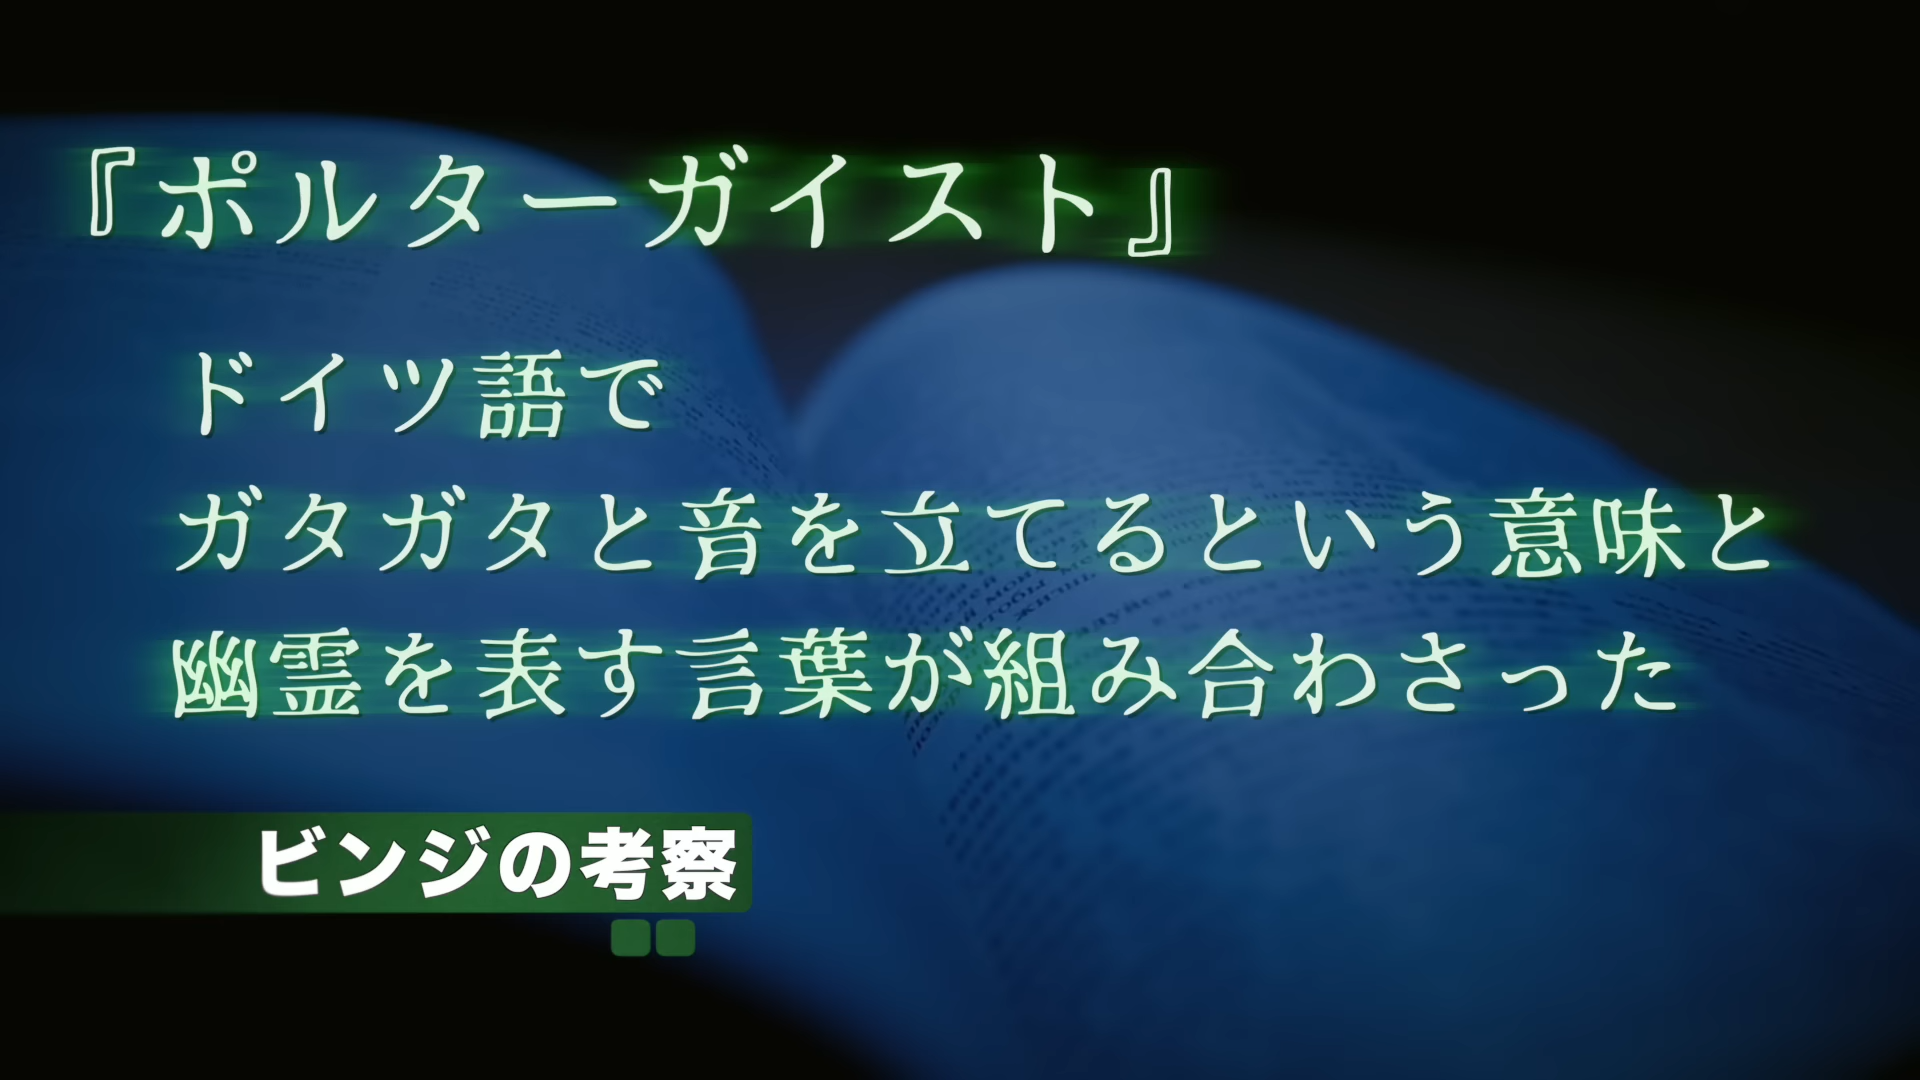 『ポルターガイスト』
ドイツ語で
ガタガタと音を立てるという意味と
幽霊を表す言葉が組み合わさった
ビンジの考察